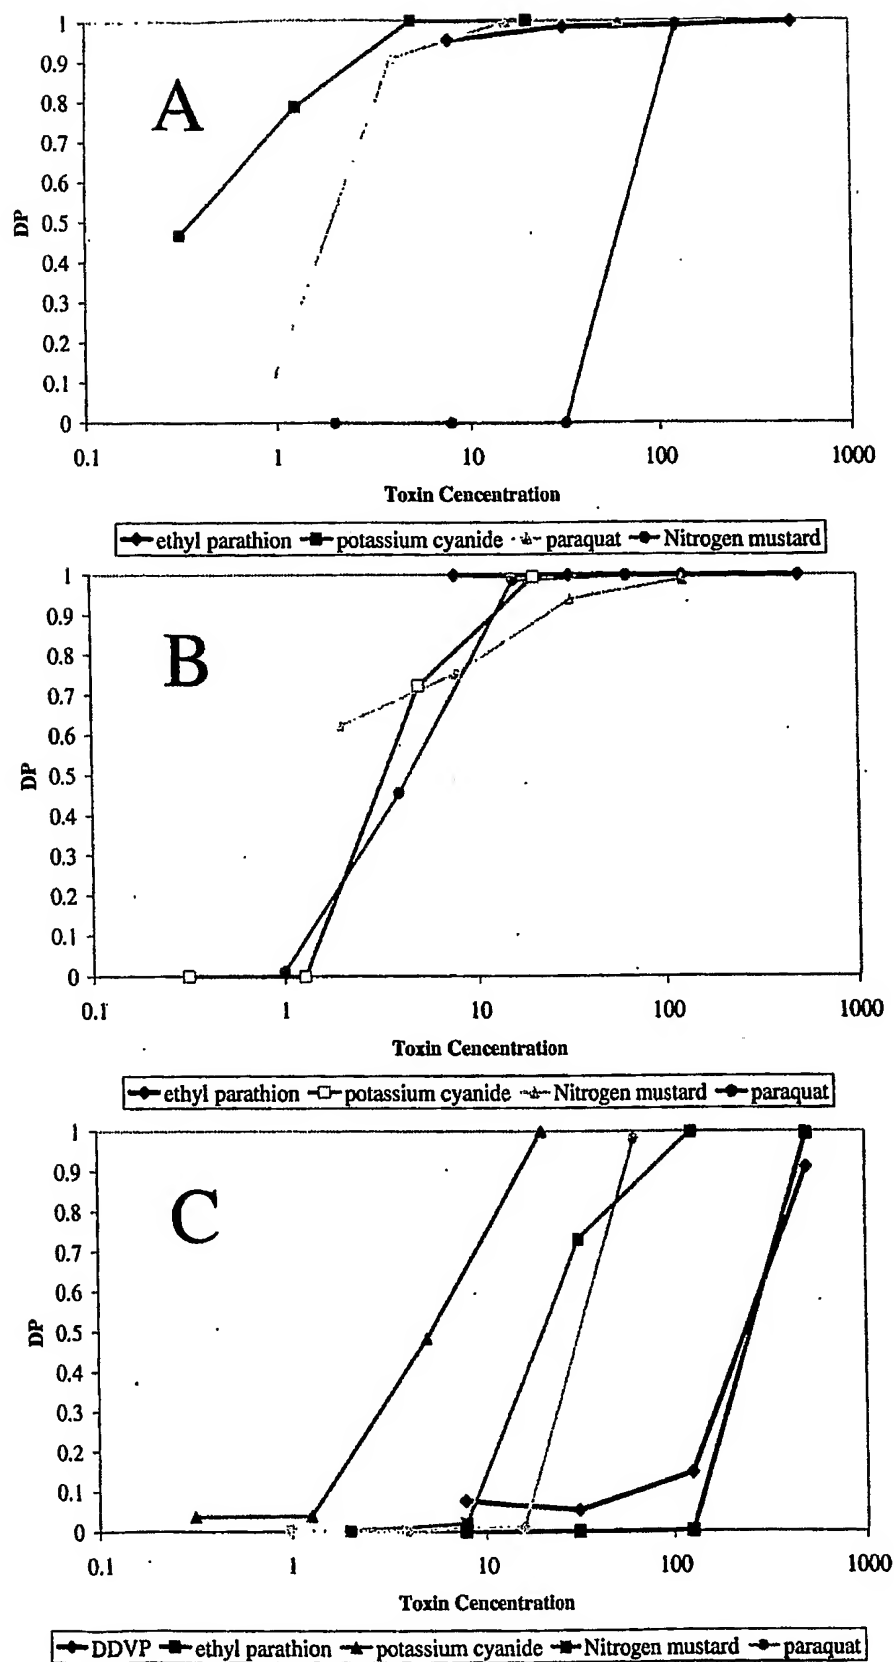 1
0.9
0.8
0.7
0.6
0.5
0.4
0.3
0.2
0.1
0
A
DP
0.1 1 10 100 1000
Toxin Cencentration
ethyl parathion potassium cyanide paraquat Nitrogen mustard
1
0.9
0.8
0.7
0.6
0.5
0.4
0.3
0.2
0.1
0
B
DP
0.1 1 10 100 1000
Toxin Cencentration
ethyl parathion potassium cyanide Nitrogen mustard paraquat
1
0.9
0.8
0.7
0.6
0.5
0.4
0.3
0.2
0.1
0
C
DP
0.1 1 10 100 1000
Toxin Cencentration
DDVP ethyl parathion potassium cyanide Nitrogen mustard paraquat